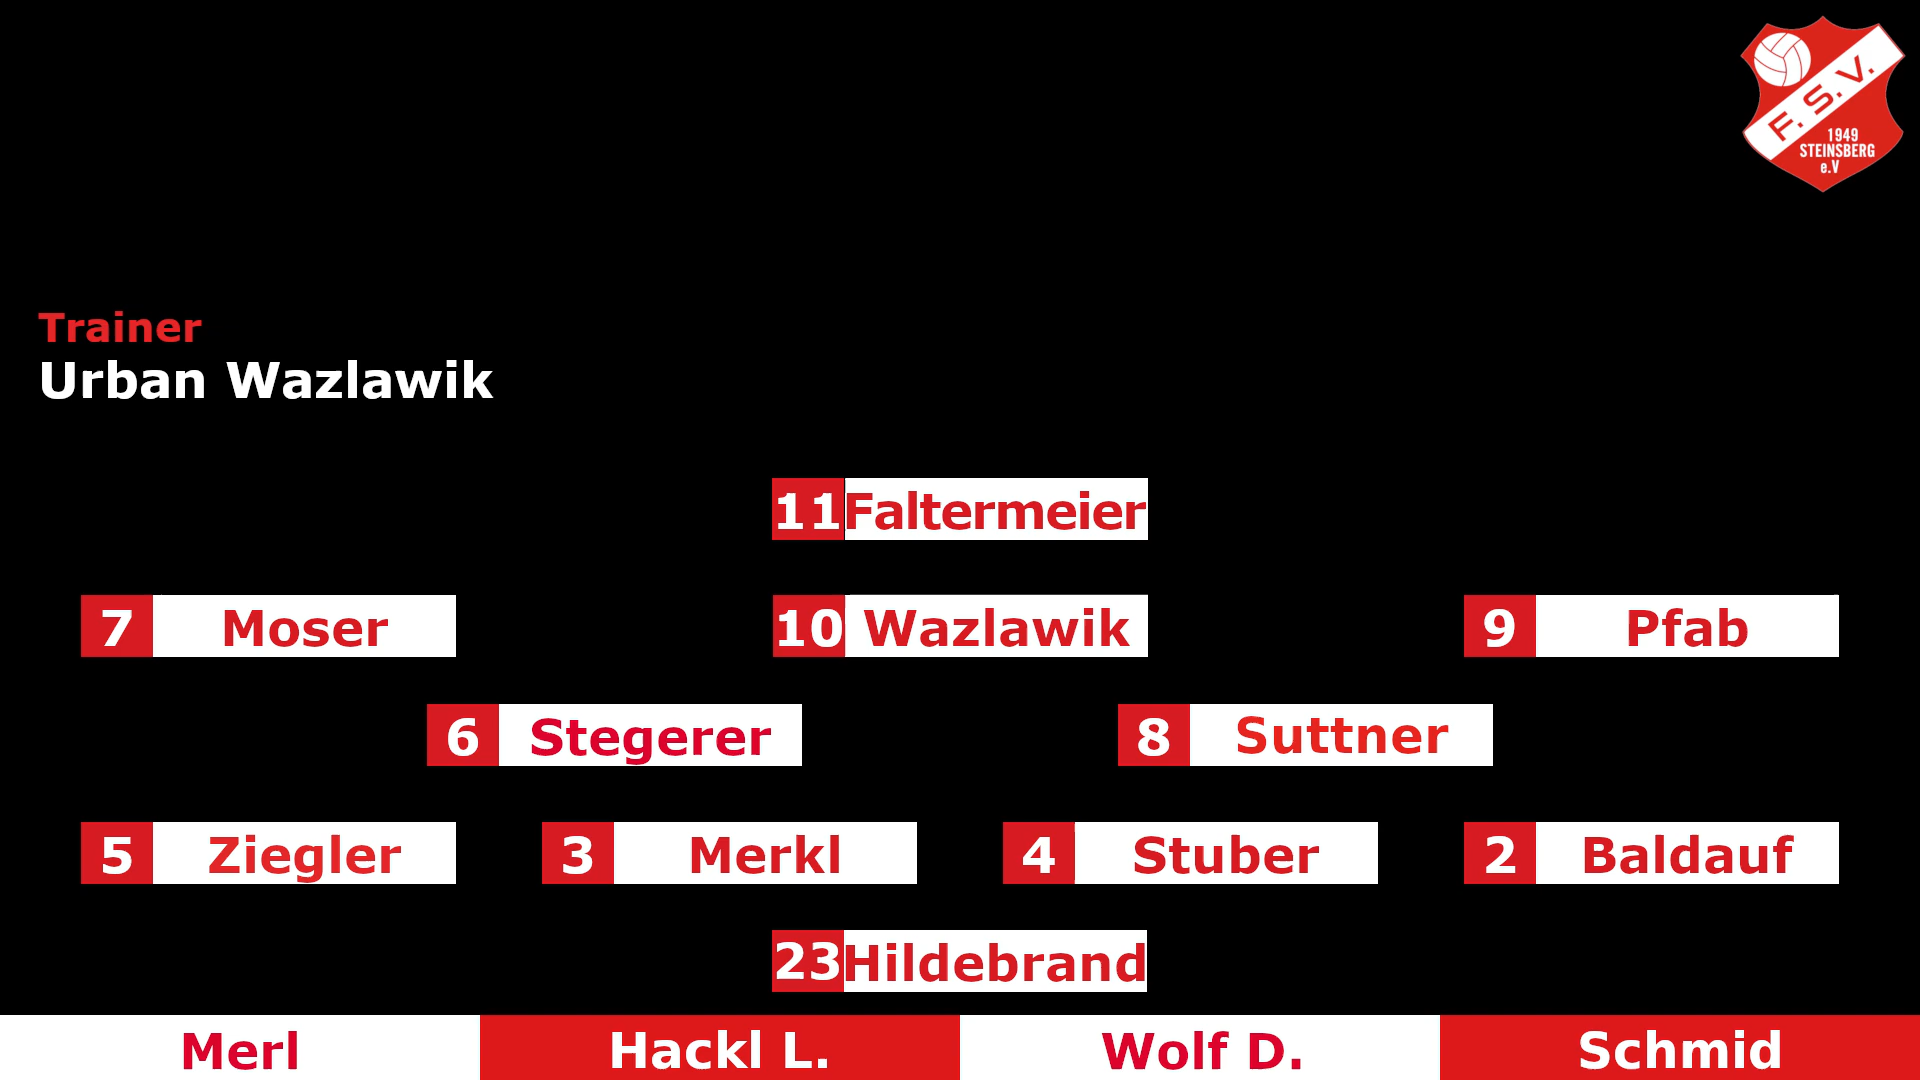 F. S. V.
1949
STEINSBERG
e.V
Trainer
Urban Wazlawik
11 Faltermeier
7 Moser
10 Wazlawik
9 Pfab
6 Stegerer
8 Suttner
5 Ziegler
3 Merkl
4 Stuber
2 Baldauf
23 Hildebrand
Merl
Hackl L.
Wolf D.
Schmid